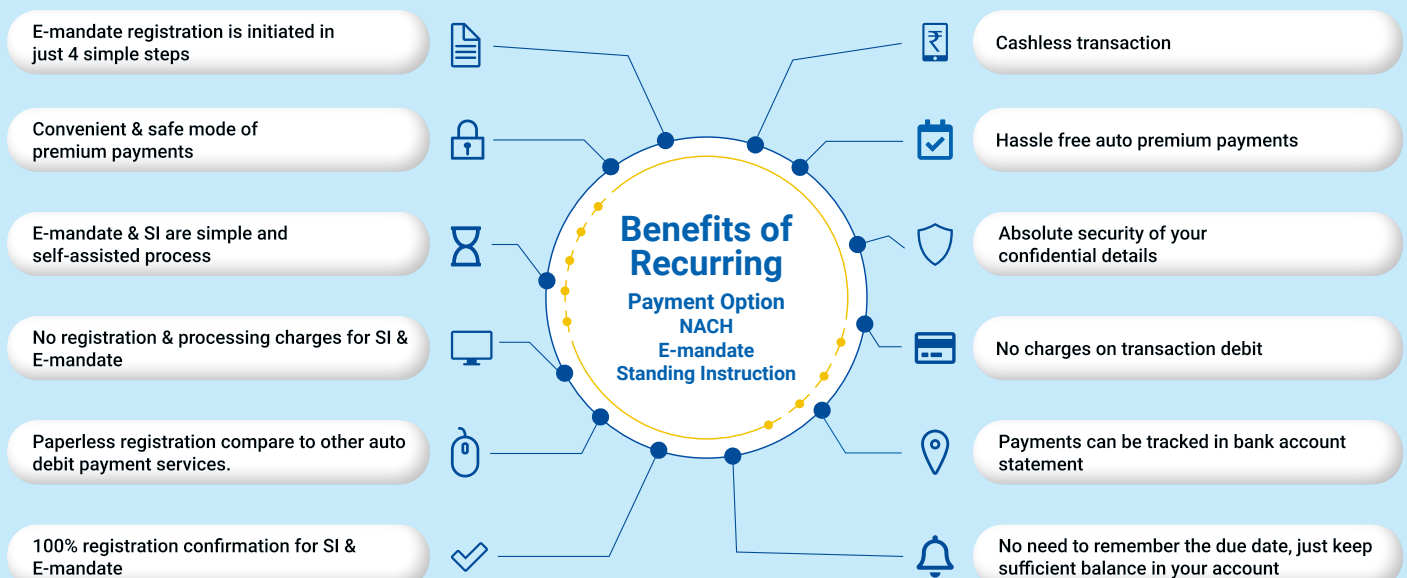 E-mandate registration is initiated in
just 4 simple steps
Convenient & safe mode of
premium payments
E-mandate & SI are simple and
self-assisted process
No registration & processing charges for SI &
E-mandate
Paperless registration compare to other auto
debit payment services.
100% registration confirmation for SI &
E-mandate
Benefits of
Recurring
Payment Option
NACH
E-mandate
Standing Instruction
₹
Cashless transaction
Hassle free auto premium payments
Absolute security of your
confidential details
No charges on transaction debit
Payments can be tracked in bank account
statement
No need to remember the due date, just keep
sufficient balance in your account